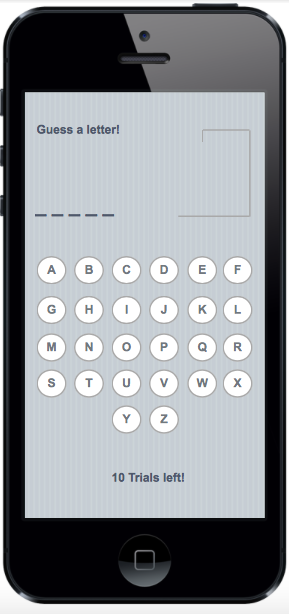 Guess a letter!
_ _ _ _ _
A B C D E F
G H I J K L
M N O P Q R
S T U V W X
Y Z
10 Trials left!